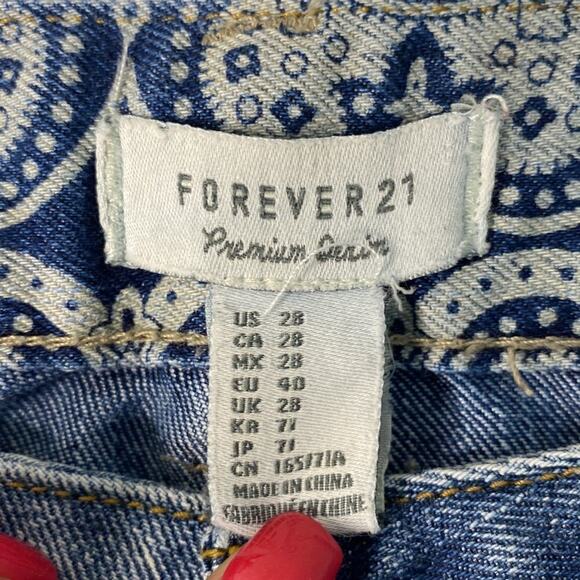 FOREVER 21
Premium Denim
US 28
CA 28
MX 28
EU 40
UK 28
KR 71
JP 71
CN 165/71A
MADE IN CHINA
FABRIQUÉ EN CHINE